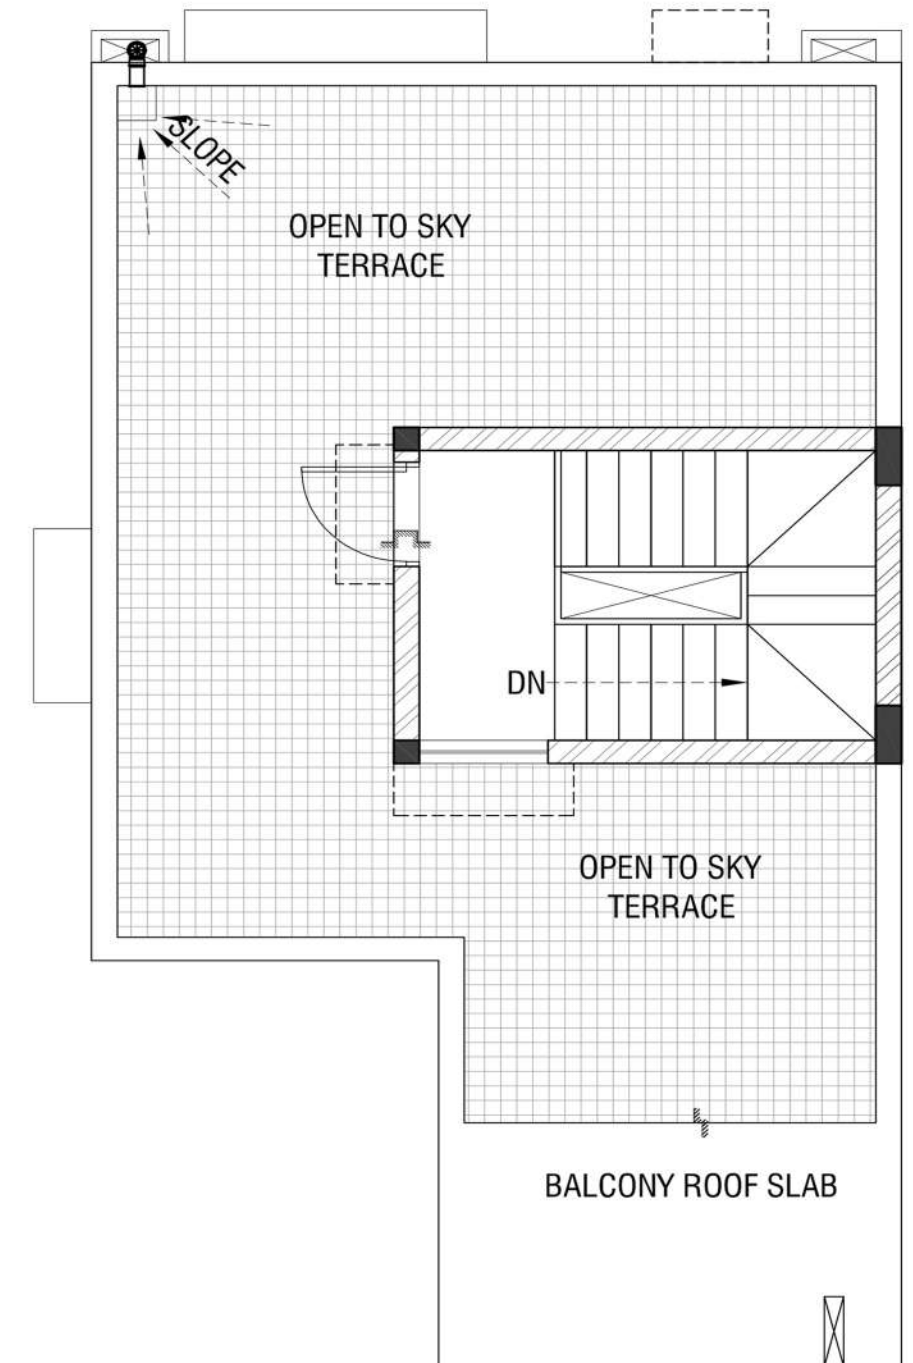 SLOPE
OPEN TO SKY
TERRACE
DN
OPEN TO SKY
TERRACE
BALCONY ROOF SLAB